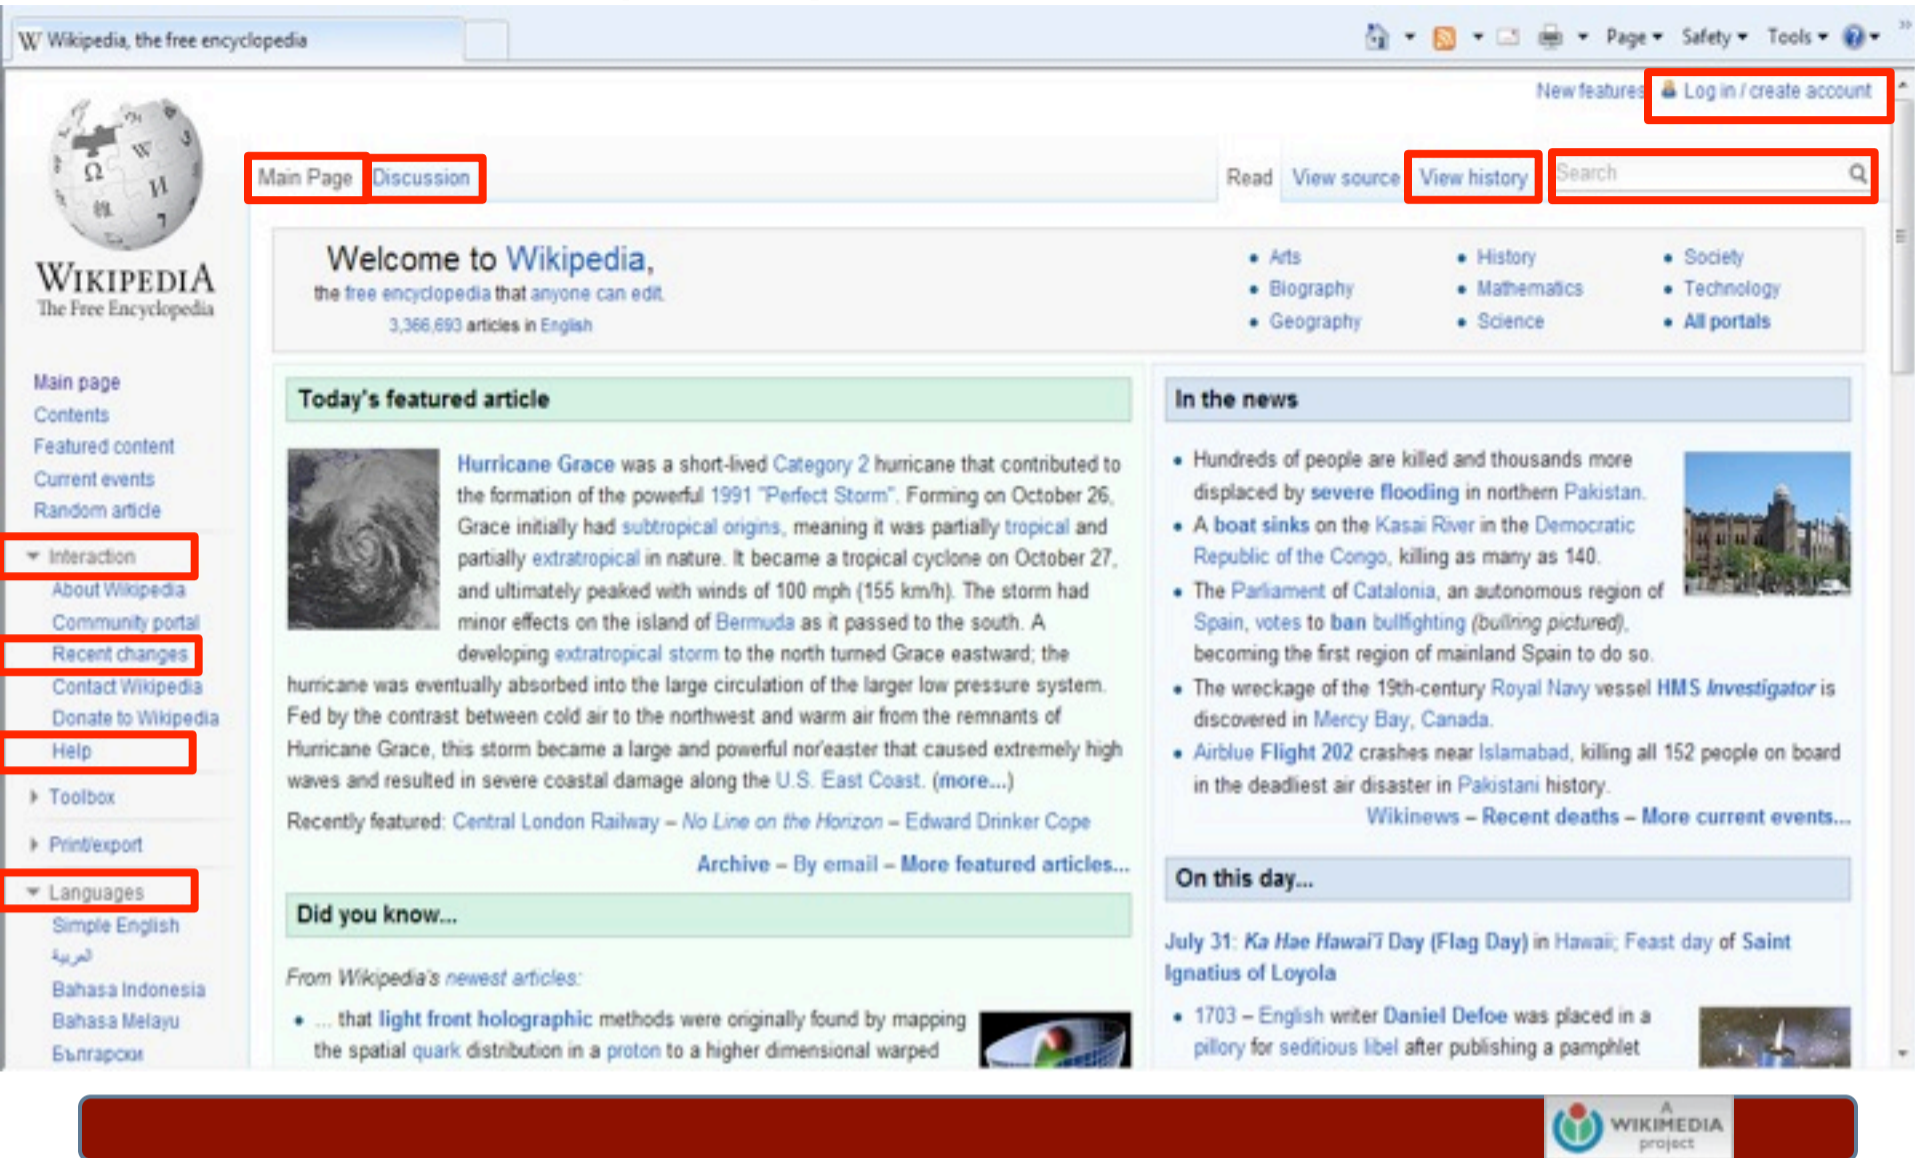 Wikipedia, the free encyclopedia
Page Safety Tools
New features Log in / create account
Main Page Discussion Read View source View history Search
WIKIPEDIA
The Free Encyclopedia
Main page
Contents
Featured content
Current events
Random article
Interaction
About Wikipedia
Community portal
Recent changes
Contact Wikipedia
Donate to Wikipedia
Help
Toolbox
Print/export
Languages
Simple English
العربية
Bahasa Indonesia
Bahasa Melayu
Български
Welcome to Wikipedia,
the free encyclopedia that anyone can edit.
3,366,693 articles in English
• Arts
• Biography
• Geography
• History
• Mathematics
• Science
• Society
• Technology
• All portals
Today's featured article
Hurricane Grace was a short-lived Category 2 hurricane that contributed to
the formation of the powerful 1991 "Perfect Storm". Forming on October 26,
Grace initially had subtropical origins, meaning it was partially tropical and
partially extratropical in nature. It became a tropical cyclone on October 27,
and ultimately peaked with winds of 100 mph (155 km/h). The storm had
minor effects on the island of Bermuda as it passed to the south. A
developing extratropical storm to the north turned Grace eastward; the
hurricane was eventually absorbed into the large circulation of the larger low pressure system.
Fed by the contrast between cold air to the northwest and warm air from the remnants of
Hurricane Grace, this storm became a large and powerful nor'easter that caused extremely high
waves and resulted in severe coastal damage along the U.S. East Coast. (more...)
Recently featured: Central London Railway – No Line on the Horizon – Edward Drinker Cope
Archive – By email – More featured articles...
Did you know...
From Wikipedia's newest articles:
• ... that light front holographic methods were originally found by mapping
the spatial quark distribution in a proton to a higher dimensional warped
In the news
• Hundreds of people are killed and thousands more
displaced by severe flooding in northern Pakistan.
• A boat sinks on the Kasai River in the Democratic
Republic of the Congo, killing as many as 140.
• The Parliament of Catalonia, an autonomous region of
Spain, votes to ban bullfighting (bullring pictured),
becoming the first region of mainland Spain to do so.
• The wreckage of the 19th-century Royal Navy vessel HMS Investigator is
discovered in Mercy Bay, Canada.
• Airblue Flight 202 crashes near Islamabad, killing all 152 people on board
in the deadliest air disaster in Pakistani history.
Wikinews – Recent deaths – More current events...
On this day...
July 31: Ka Hae Hawaiʻi Day (Flag Day) in Hawaii; Feast day of Saint
Ignatius of Loyola
• 1703 – English writer Daniel Defoe was placed in a
pillory for seditious libel after publishing a pamphlet
A
WIKIMEDIA
project